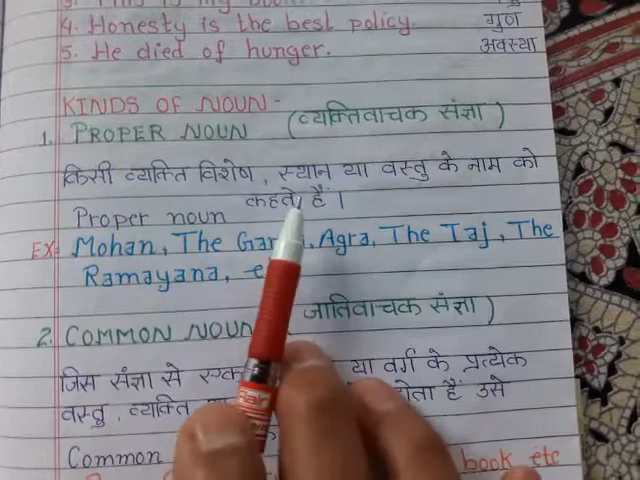 4. Honesty is the best policy. गुण
5. He died of hunger. अवस्था
KINDS OF NOUN-
1. PROPER NOUN (व्यक्तिवाचक संज्ञा)
किसी व्यक्ति विशेष, स्थान या वस्तु के नाम को
Proper noun कहते हैं।
EX- Mohan, The Ga , Agra, The Taj, The
Ramayana,
2. COMMON NOUN जातिवाचक संज्ञा)
जिस संज्ञा से या वर्ग के प्रत्येक
वस्तु, व्यक्ति होता हैं उसे
Common
book etc